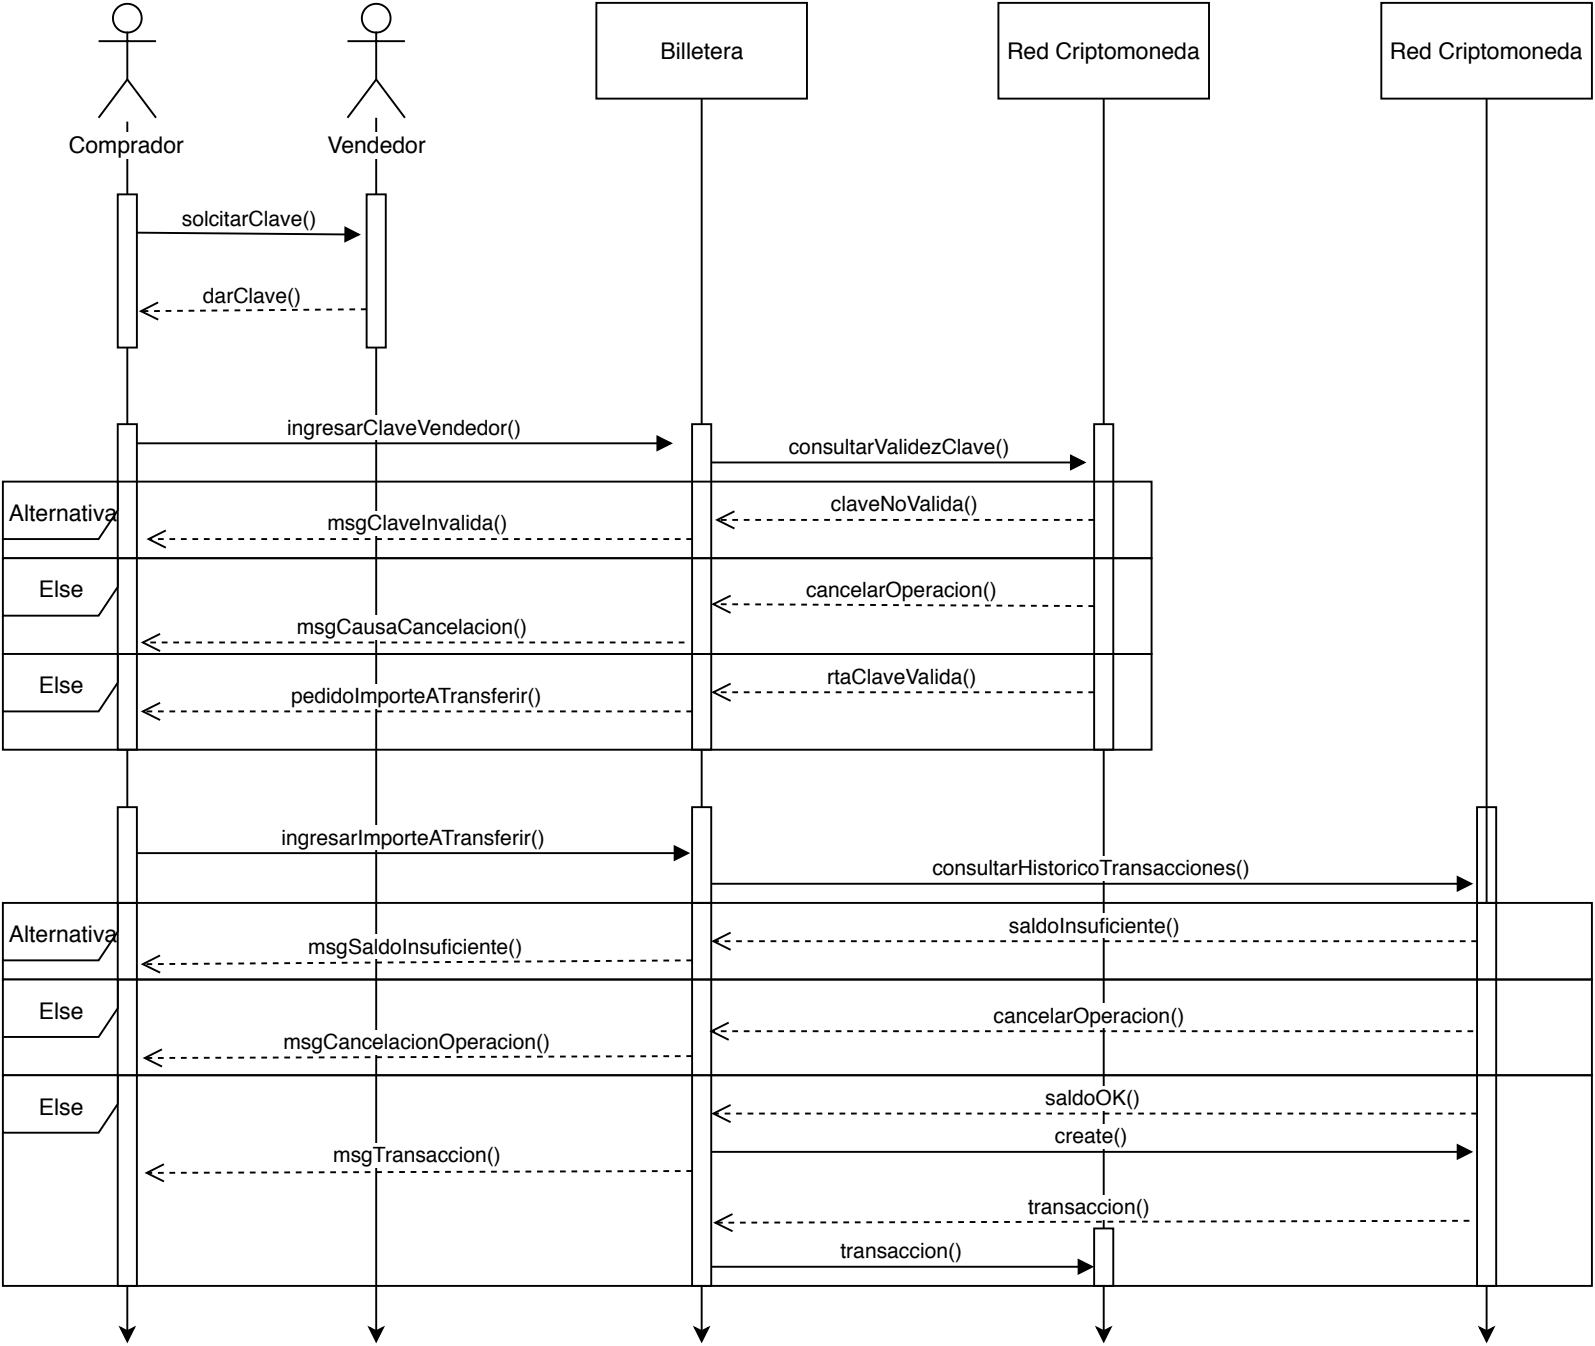 Billetera
Red Criptomoneda
Red Criptomoneda
Comprador
Vendedor
solcitarClave()
darClave()
ingresarClaveVendedor()
consultarValidezClave()
Alternativa
claveNoValida()
msgClaveInvalida()
Else
cancelarOperacion()
msgCausaCancelacion()
Else
rtaClaveValida()
pedidoImporteATransferir()
ingresarImporteATransferir()
consultarHistoricoTransacciones()
Alternativa
saldoInsuficiente()
msgSaldoInsuficiente()
Else
cancelarOperacion()
msgCancelacionOperacion()
Else
saldoOK()
create()
msgTransaccion()
transaccion()
transaccion()